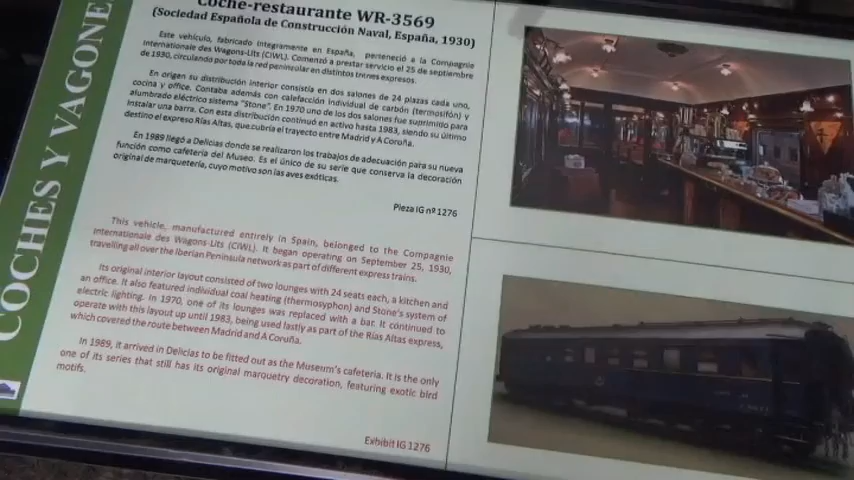 COCHES Y VAGONE
Coche-restaurante WR-3569
(Sociedad Española de Construcción Naval, España, 1930)
Este vehículo, fabricado íntegramente en España, perteneció a la Compagnie
Internationale des Wagons-Lits (CIWL). Comenzó a prestar servicio el 25 de septiembre
de 1930, circulando por toda la red peninsular en distintos trenes expresos.
En origen su distribución interior consistía en dos salones de 24 plazas cada uno,
cocina y office. Contaba además con calefacción individual de carbón (termosifón) y
alumbrado eléctrico sistema "Stone". En 1970 uno de los dos salones fue suprimido para
instalar una barra. Con esta distribución continuó en activo hasta 1983, siendo su último
destino el expreso Rías Altas, que cubría el trayecto entre Madrid y A Coruña.
En 1989 llegó a Delicias donde se realizaron los trabajos de adecuación para su nueva
función como cafetería del Museo. Es el único de su serie que conserva la decoración
original de marquetería, cuyo motivo son las aves exóticas.
Pieza IG nº 1276
This vehicle, manufactured entirely in Spain, belonged to the Compagnie
Internationale des Wagons-Lits (CIWL). It began operating on September 25, 1930,
travelling all over the Iberian Peninsula network as part of different express trains.
Its original interior layout consisted of two lounges with 24 seats each, a kitchen and
an office. It also featured individual coal heating (thermosyphon) and Stone's system of
electric lighting. In 1970, one of its lounges was replaced with a bar. It continued to
operate with this layout up until 1983, being used lastly as part of the Rías Altas express,
which covered the route between Madrid and A Coruña.
In 1989, it arrived in Delicias to be fitted out as the Museum's cafeteria. It is the only
one of its series that still has its original marquetry decoration, featuring exotic bird
motifs.
Exhibit IG 1276